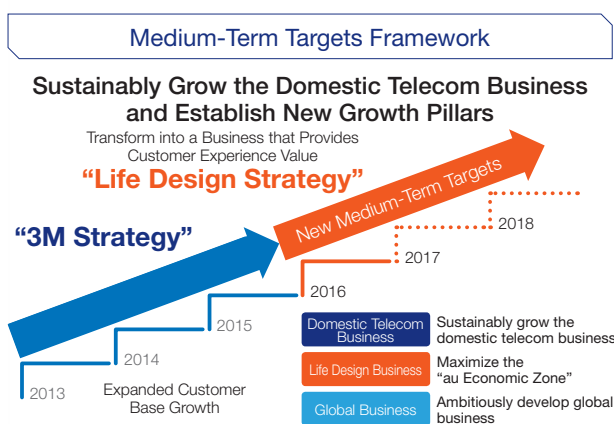 Medium-Term Targets Framework
Sustainably Grow the Domestic Telecom Business
and Establish New Growth Pillars
Transform into a Business that Provides
Customer Experience Value
“Life Design Strategy”
New Medium-Term Targets
“3M Strategy”
2018
2017
2016
2015
2014
2013
Expanded Customer
Base Growth
Domestic Telecom
Business
Sustainably grow the
domestic telecom business
Life Design Business
Maximize the
“au Economic Zone”
Global Business
Ambitiously develop global
business